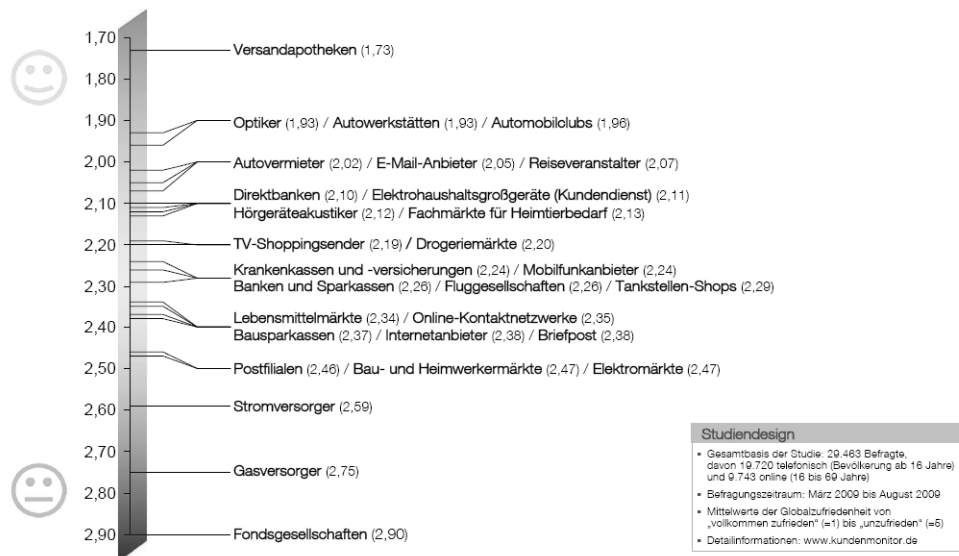 1,70
Versandapotheken (1,73)
1,80
1,90
Optiker (1,93) / Autowerkstätten (1,93) / Automobilclubs (1,96)
2,00
Autovermieter (2,02) / E-Mail-Anbieter (2,05) / Reiseveranstalter (2,07)
2,10
Direktbanken (2,10) / Elektrohaushaltsgroßgeräte (Kundendienst) (2,11)
Hörgeräteakustiker (2,12) / Fachmärkte für Heimtierbedarf (2,13)
2,20
TV-Shoppingsender (2,19) / Drogeriemärkte (2,20)
Krankenkassen und -versicherungen (2,24) / Mobilfunkanbieter (2,24)
2,30
Banken und Sparkassen (2,26) / Fluggesellschaften (2,26) / Tankstellen-Shops (2,29)
Lebensmittelmärkte (2,34) / Online-Kontaktnetzwerke (2,35)
2,40
Bausparkassen (2,37) / Internetanbieter (2,38) / Briefpost (2,38)
2,50
Postfilialen (2,46) / Bau- und Heimwerkermärkte (2,47) / Elektromärkte (2,47)
2,60
Stromversorger (2,59)
2,70
Gasversorger (2,75)
2,80
2,90
Fondsgesellschaften (2,90)
Studiendesign
▪ Gesamtbasis der Studie: 29.463 Befragte,
davon 19.720 telefonisch (Bevölkerung ab 16 Jahre)
und 9.743 online (16 bis 69 Jahre)
▪ Befragungszeitraum: März 2009 bis August 2009
▪ Mittelwerte der Globalzufriedenheit von
„vollkommen zufrieden“ (=1) bis „unzufrieden“ (=5)
▪ Detailinformationen: www.kundenmonitor.de